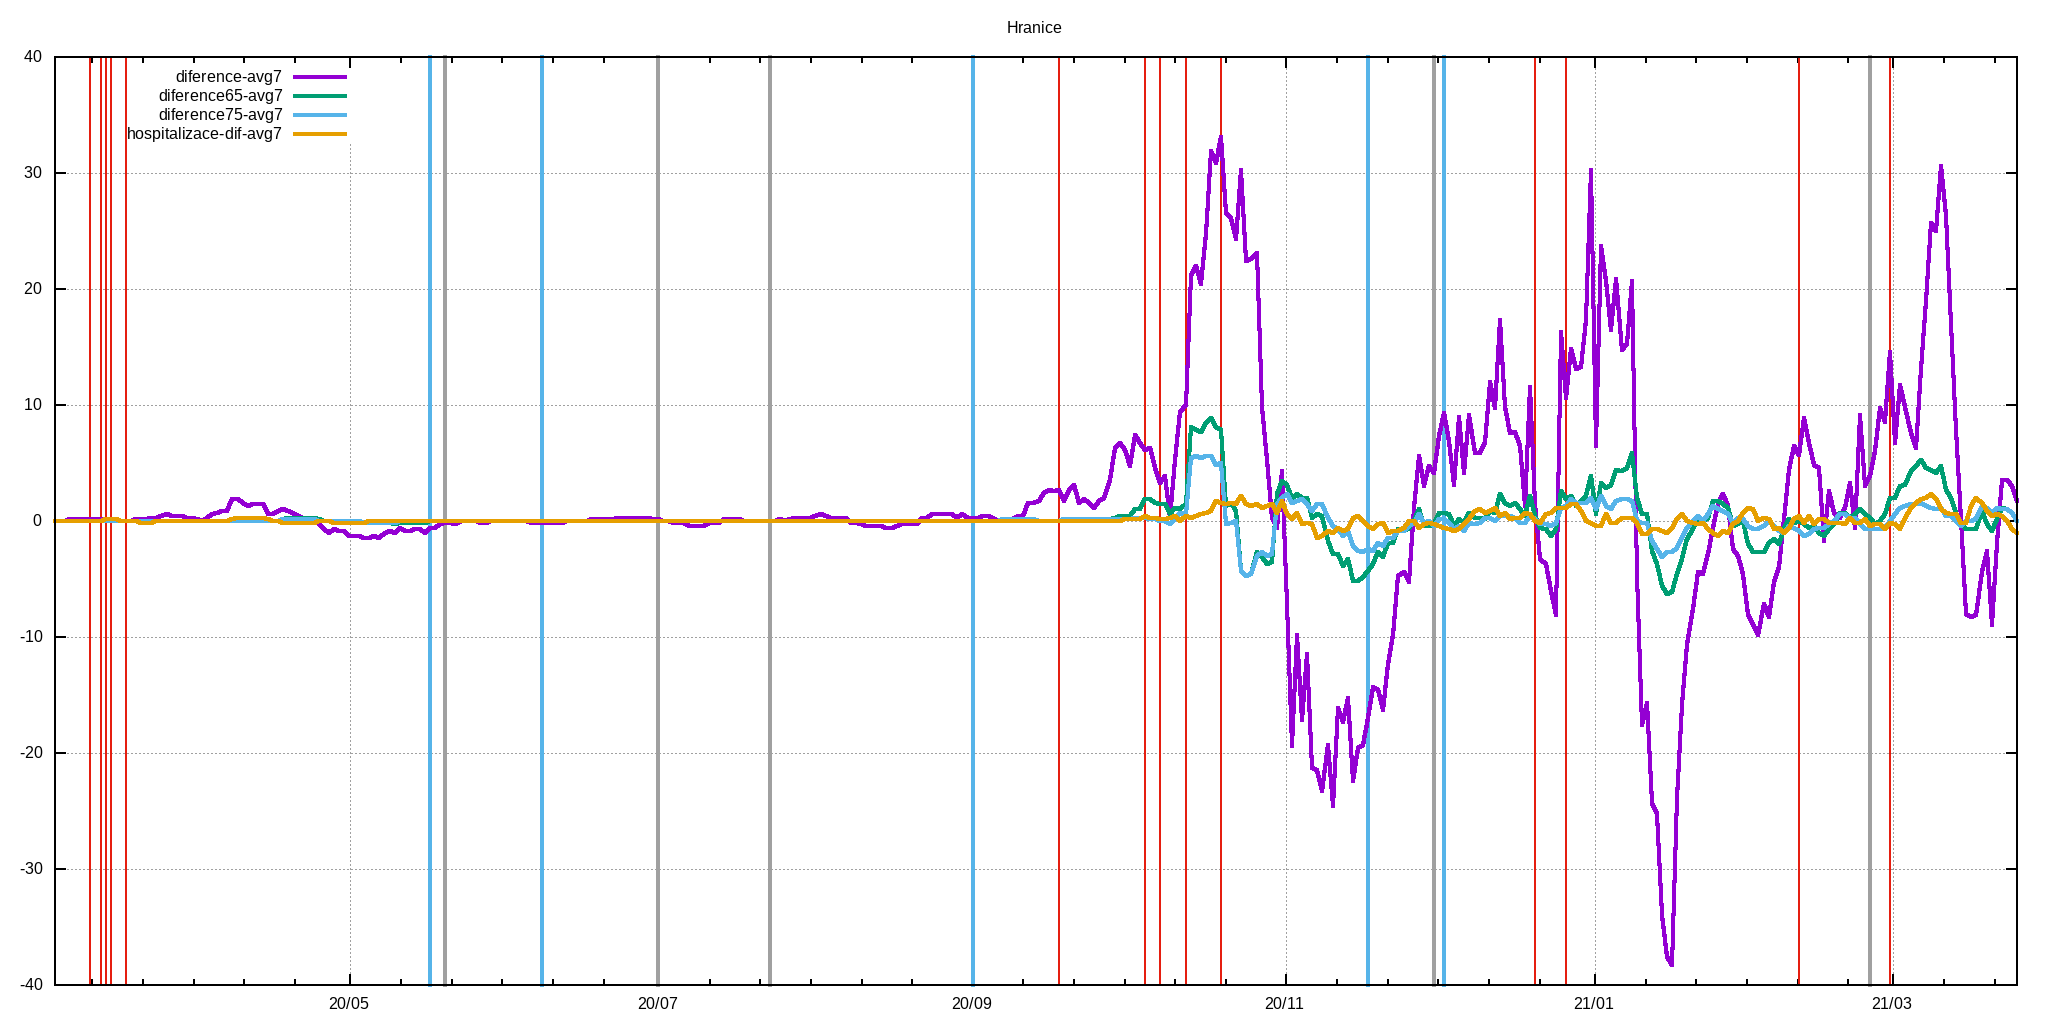 Hranice
diference-avg7
diference65-avg7
diference75-avg7
hospitalizace-dif-avg7
40
30
20
10
0
-10
-20
-30
-40
20/05 20/07 20/09 20/11 21/01 21/03